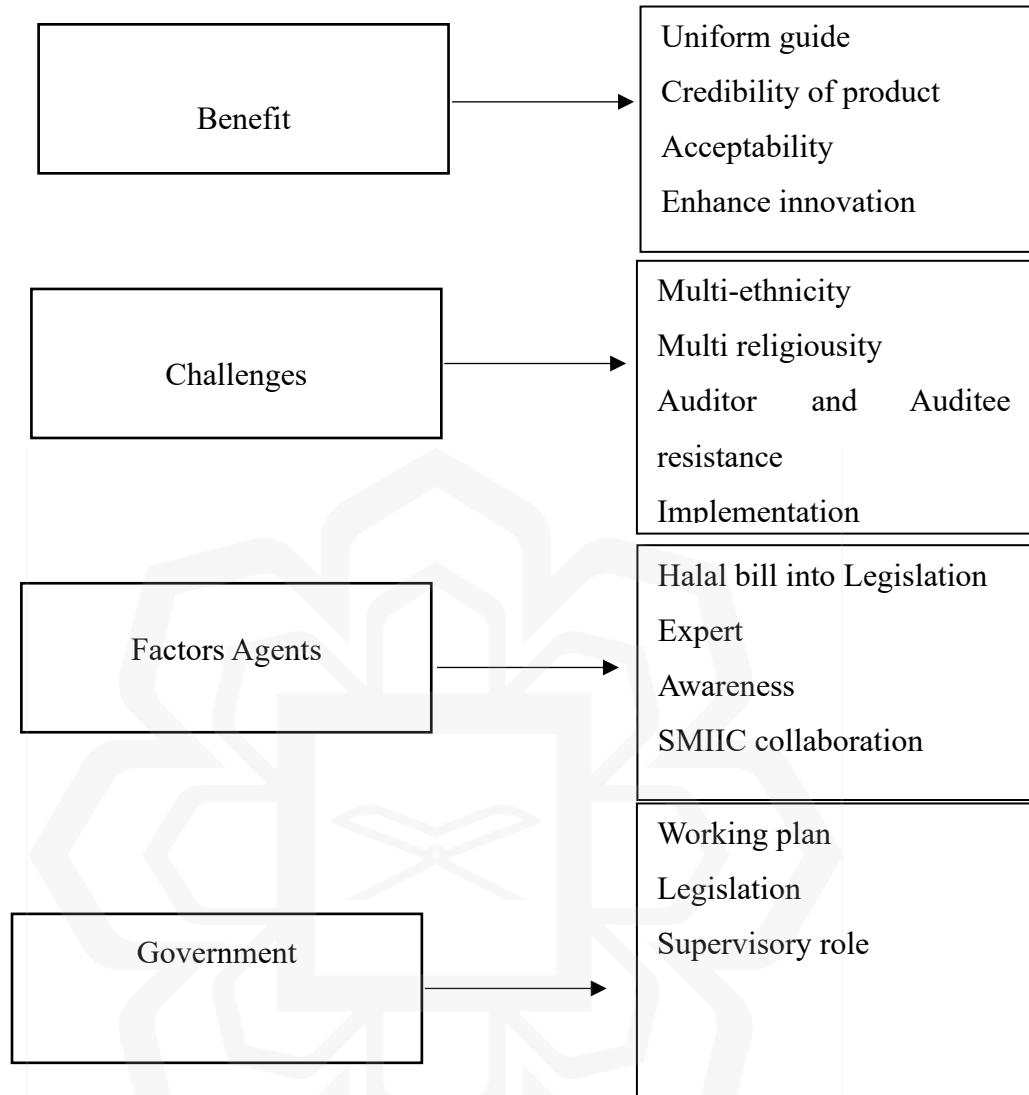 Benefit
Uniform guide
Credibility of product
Acceptability
Enhance innovation
Challenges
Multi-ethnicity
Multi religiousity
Auditor and Auditee
resistance
Implementation
Factors Agents
Halal bill into Legislation
Expert
Awareness
SMIIC collaboration
Government
Working plan
Legislation
Supervisory role